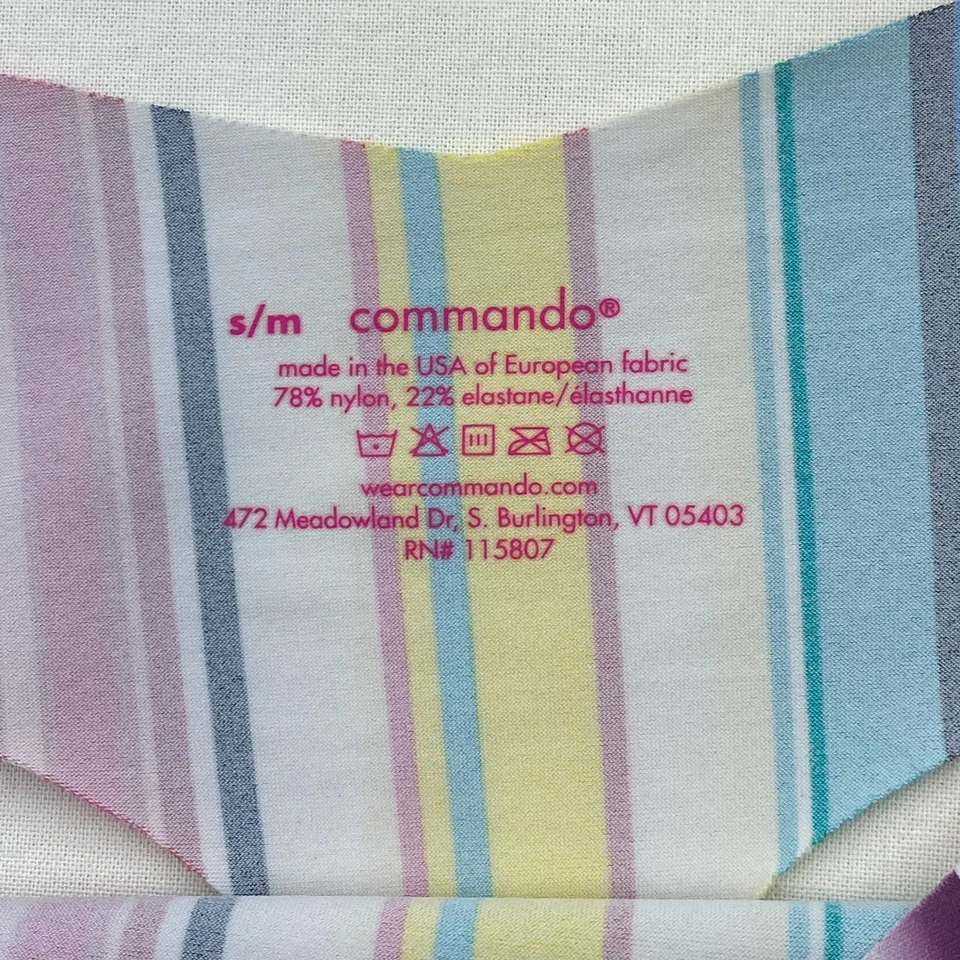 s/m commando®
made in the USA of European fabric
78% nylon, 22% elastane/élasthanne
wearcommando.com
472 Meadowland Dr, S. Burlington, VT 05403
RN# 115807